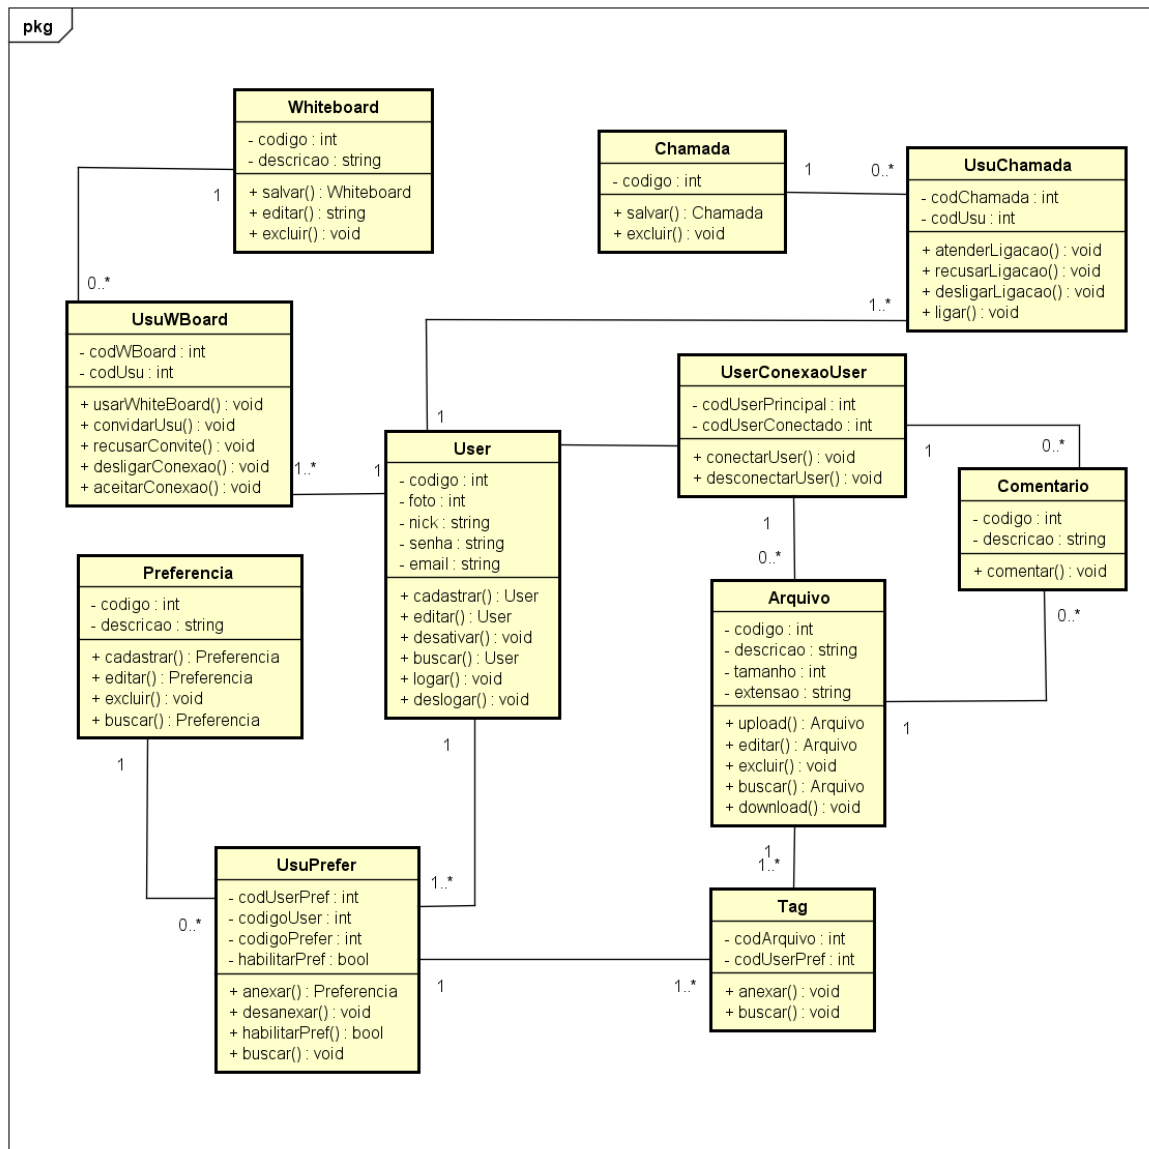 pkg
Whiteboard
- codigo : int
- descricao : string
+ salvar() : Whiteboard
+ editar() : string
+ excluir() : void
1
0..*
Chamada
- codigo : int
+ salvar() : Chamada
+ excluir() : void
1
0..*
UsuChamada
- codChamada : int
- codUsu : int
+ atenderLigacao() : void
+ recusarLigacao() : void
+ desligarLigacao() : void
+ ligar() : void
1..*
1
UsuWBoard
- codWBoard : int
- codUsu : int
+ usarWhiteBoard() : void
+ convidarUsu() : void
+ recusarConvite() : void
+ desligarConexao() : void
+ aceitarConexao() : void
1..*
1
User
- codigo : int
- foto : int
- nick : string
- senha : string
- email : string
+ cadastrar() : User
+ editar() : User
+ desativar() : void
+ buscar() : User
+ logar() : void
+ deslogar() : void
1
1..*
UserConexaoUser
- codUserPrincipal : int
- codUserConectado : int
+ conectarUser() : void
+ desconectarUser() : void
1
0..*
1
0..*
Comentario
- codigo : int
- descricao : string
+ comentar() : void
0..*
1
Preferencia
- codigo : int
- descricao : string
+ cadastrar() : Preferencia
+ editar() : Preferencia
+ excluir() : void
+ buscar() : Preferencia
1
0..*
Arquivo
- codigo : int
- descricao : string
- tamanho : int
- extensao : string
+ upload() : Arquivo
+ editar() : Arquivo
+ excluir() : void
+ buscar() : Arquivo
+ download() : void
1
1..*
UsuPrefer
- codUserPref : int
- codigoUser : int
- codigoPrefer : int
- habilitarPref : bool
+ anexar() : Preferencia
+ desanexar() : void
+ habilitarPref() : bool
+ buscar() : void
1
1..*
Tag
- codArquivo : int
- codUserPref : int
+ anexar() : void
+ buscar() : void